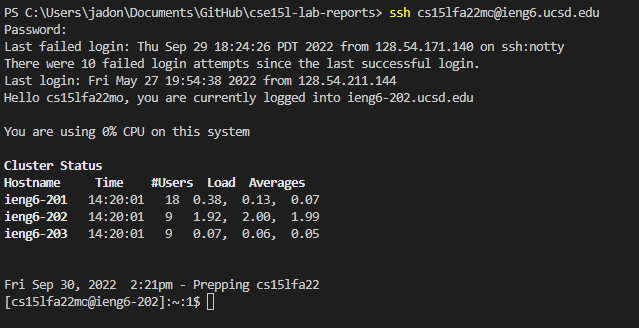 PS C:\Users\jadon\Documents\GitHub\cse15l-lab-reports> ssh cs15lfa22mo@ieng6.ucsd.edu
Password:
Last failed login: Thu Sep 29 18:24:26 PDT 2022 from 128.54.171.140 on ssh:notty
There were 10 failed login attempts since the last successful login.
Last login: Fri May 27 19:54:38 2022 from 128.54.211.144
Hello cs15lfa22mo, you are currently logged into ieng6-202.ucsd.edu
You are using 0% CPU on this system
Cluster Status
Hostname Time #Users Load Averages
ieng6-201 14:20:01 18 0.38, 0.13, 0.07
ieng6-202 14:20:01 9 1.92, 2.00, 1.99
ieng6-203 14:20:01 9 0.07, 0.06, 0.05
Fri Sep 30, 2022 2:21pm - Prepping cs15lfa22
[cs15lfa22mo@ieng6-202]:~:1$